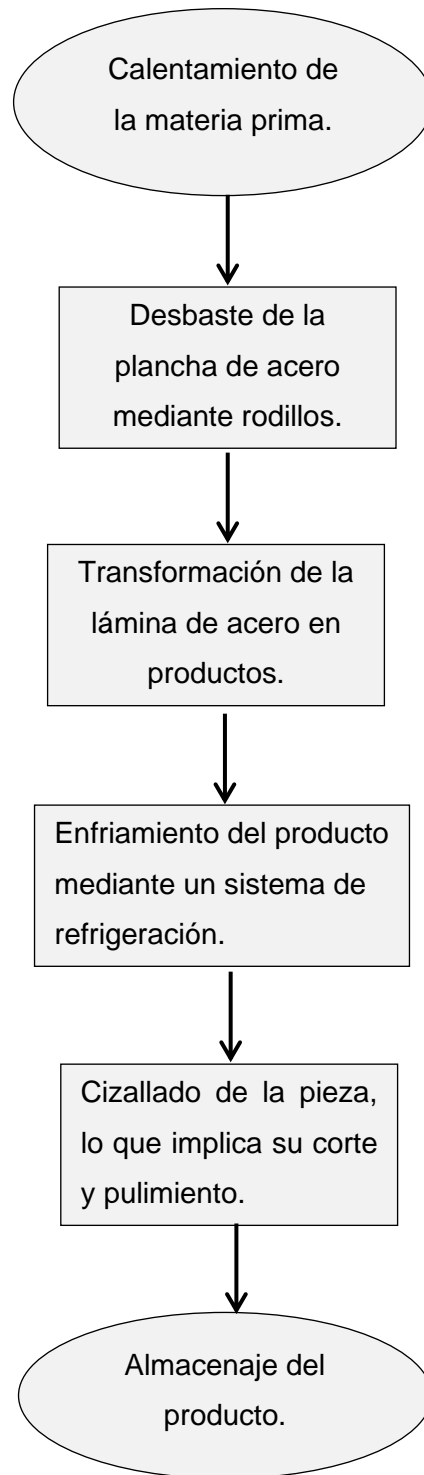 Calentamiento de
la materia prima.
Desbaste de la
plancha de acero
mediante rodillos.
Transformación de la
lámina de acero en
productos.
Enfriamiento del producto
mediante un sistema de
refrigeración.
Cizallado de la pieza,
lo que implica su corte
y pulimiento.
Almacenaje del
producto.